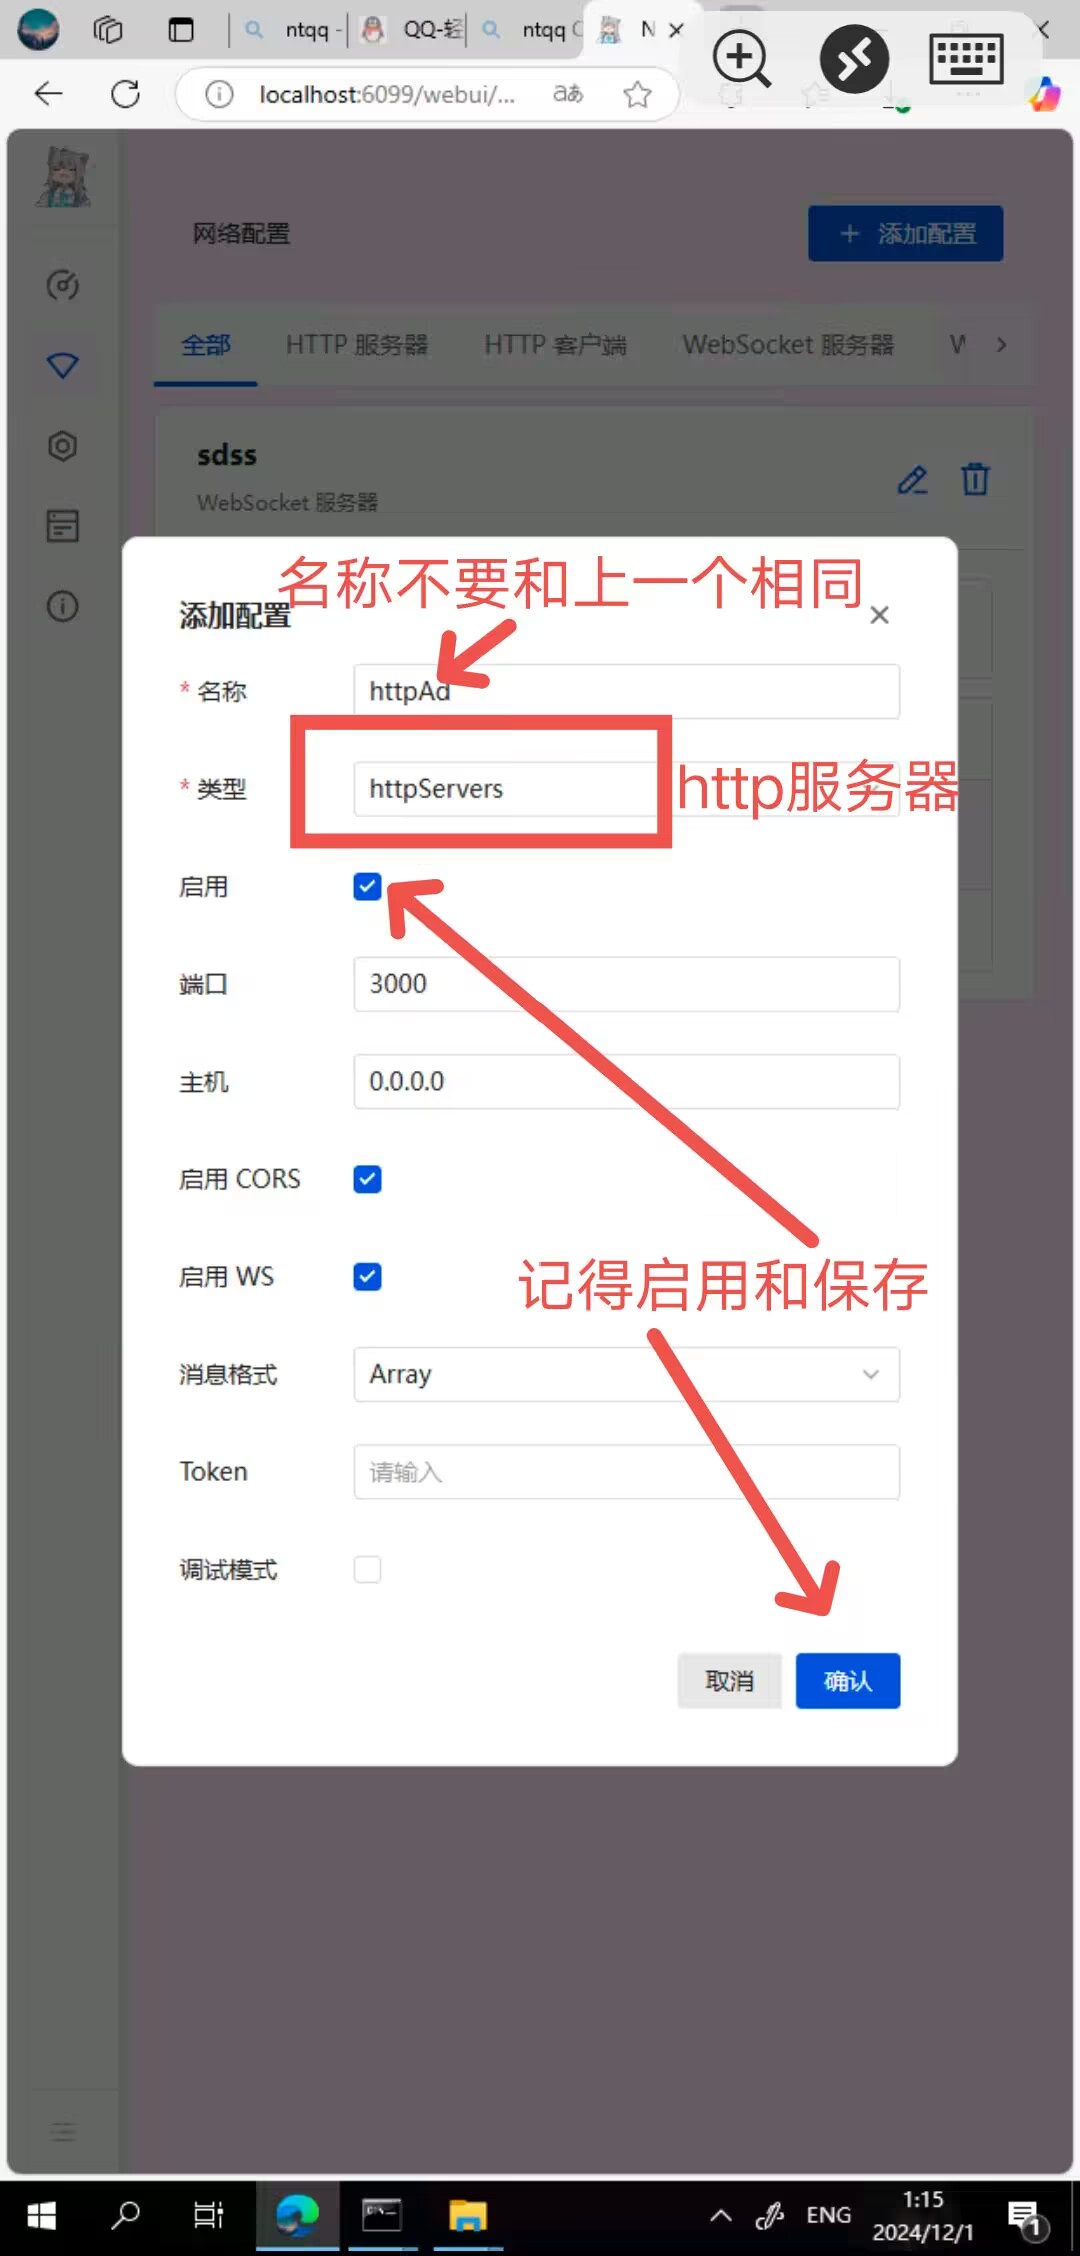 ntqq -
QQ-轻
ntqq C
N
localhost:6099/webui/...
aあ
网络配置
+ 添加配置
全部
HTTP 服务器
HTTP 客户端
WebSocket 服务器
W
sdss
WebSocket 服务器
名称不要和上一个相同
添加配置
* 名称
httpAd
* 类型
httpServers
http服务器
启用
端口
3000
主机
0.0.0.0
启用 CORS
启用 WS
记得启用和保存
消息格式
Array
Token
请输入
调试模式
取消
确认
ENG
1:15
2024/12/1
1